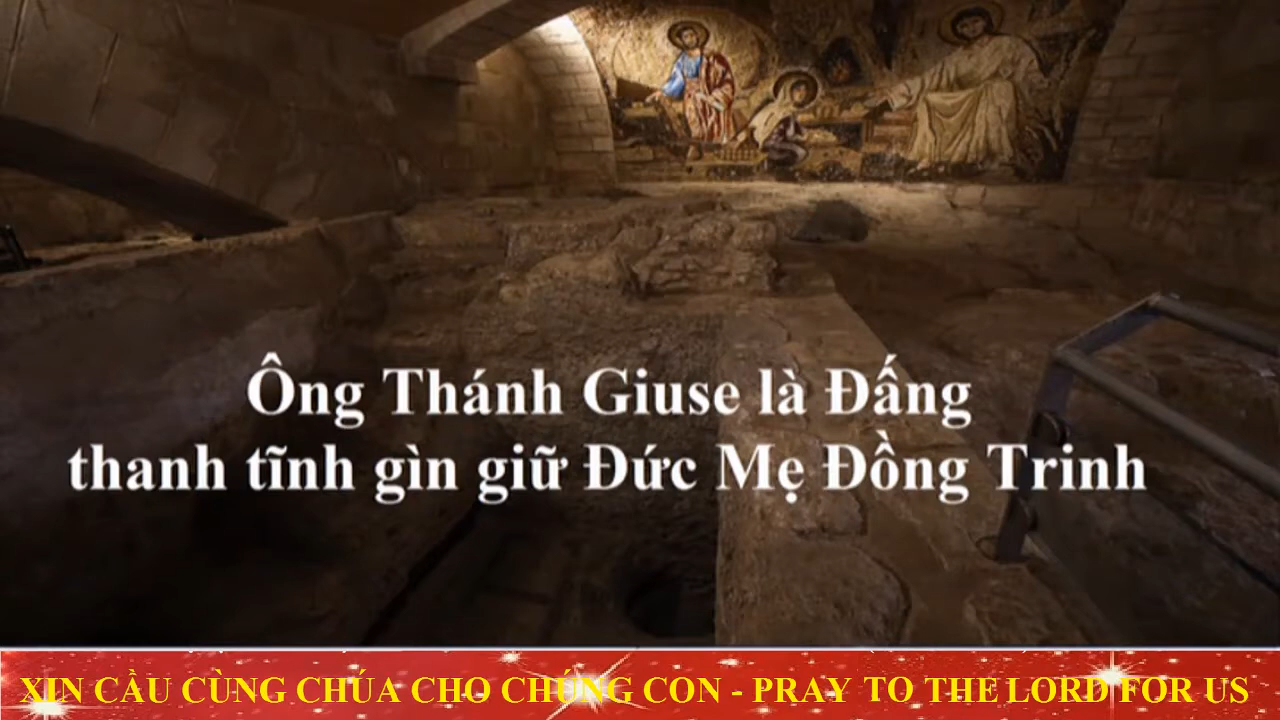 Ông Thánh Giuse là Đấng
thanh tĩnh gìn giữ Đức Mẹ Đồng Trinh
XIN CẦU CÙNG CHÚA CHO CHÚNG CON - PRAY TO THE LORD FOR US